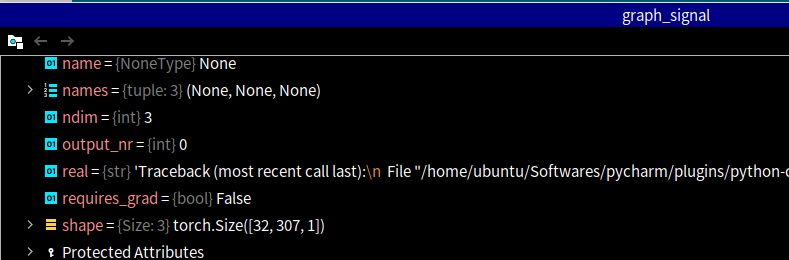 graph_signal
name = {NoneType} None
names = {tuple: 3} (None, None, None)
ndim = {int} 3
output_nr = {int} 0
real = {str} 'Traceback (most recent call last):\n  File "/home/ubuntu/Softwares/pycharm/plugins/python-c
requires_grad = {bool} False
shape = {Size: 3} torch.Size([32, 307, 1])
Protected Attributes